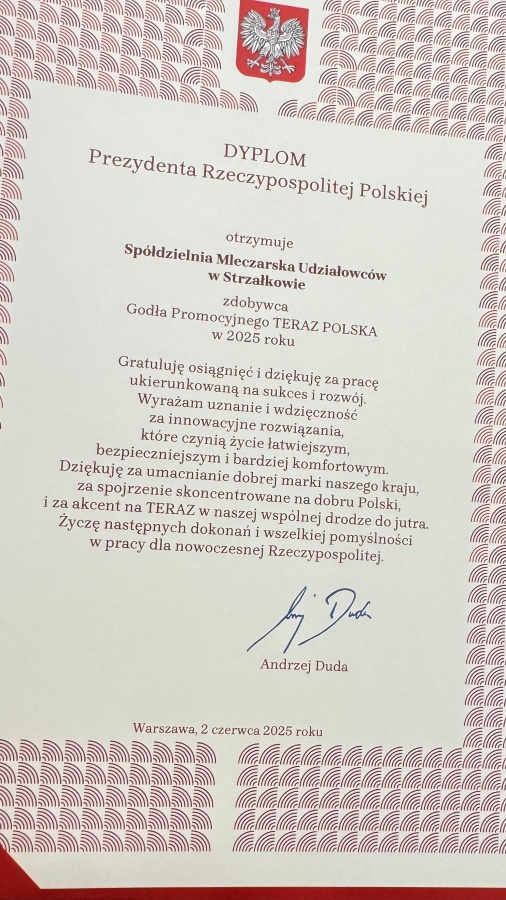 DYPLOM
Prezydenta Rzeczypospolitej Polskiej
otrzymuje
Spółdzielnia Mleczarska Udziałowców
w Strzałkowie
zdobywca
Godła Promocyjnego TERAZ POLSKA
w 2025 roku
Gratuluję osiągnięć i dziękuję za pracę
ukierunkowaną na sukces i rozwój.
Wyrażam uznanie i wdzięczność
za innowacyjne rozwiązania,
które czynią życie łatwiejszym,
bezpieczniejszym i bardziej komfortowym.
Dziękuję za umacnianie dobrej marki naszego kraju,
za spojrzenie skoncentrowane na dobru Polski,
i za akcent na TERAZ w naszej wspólnej drodze do jutra.
Życzę następnych dokonań i wszelkiej pomyślności
w pracy dla nowoczesnej Rzeczypospolitej.
Andrzej Duda
Warszawa, 2 czerwca 2025 roku